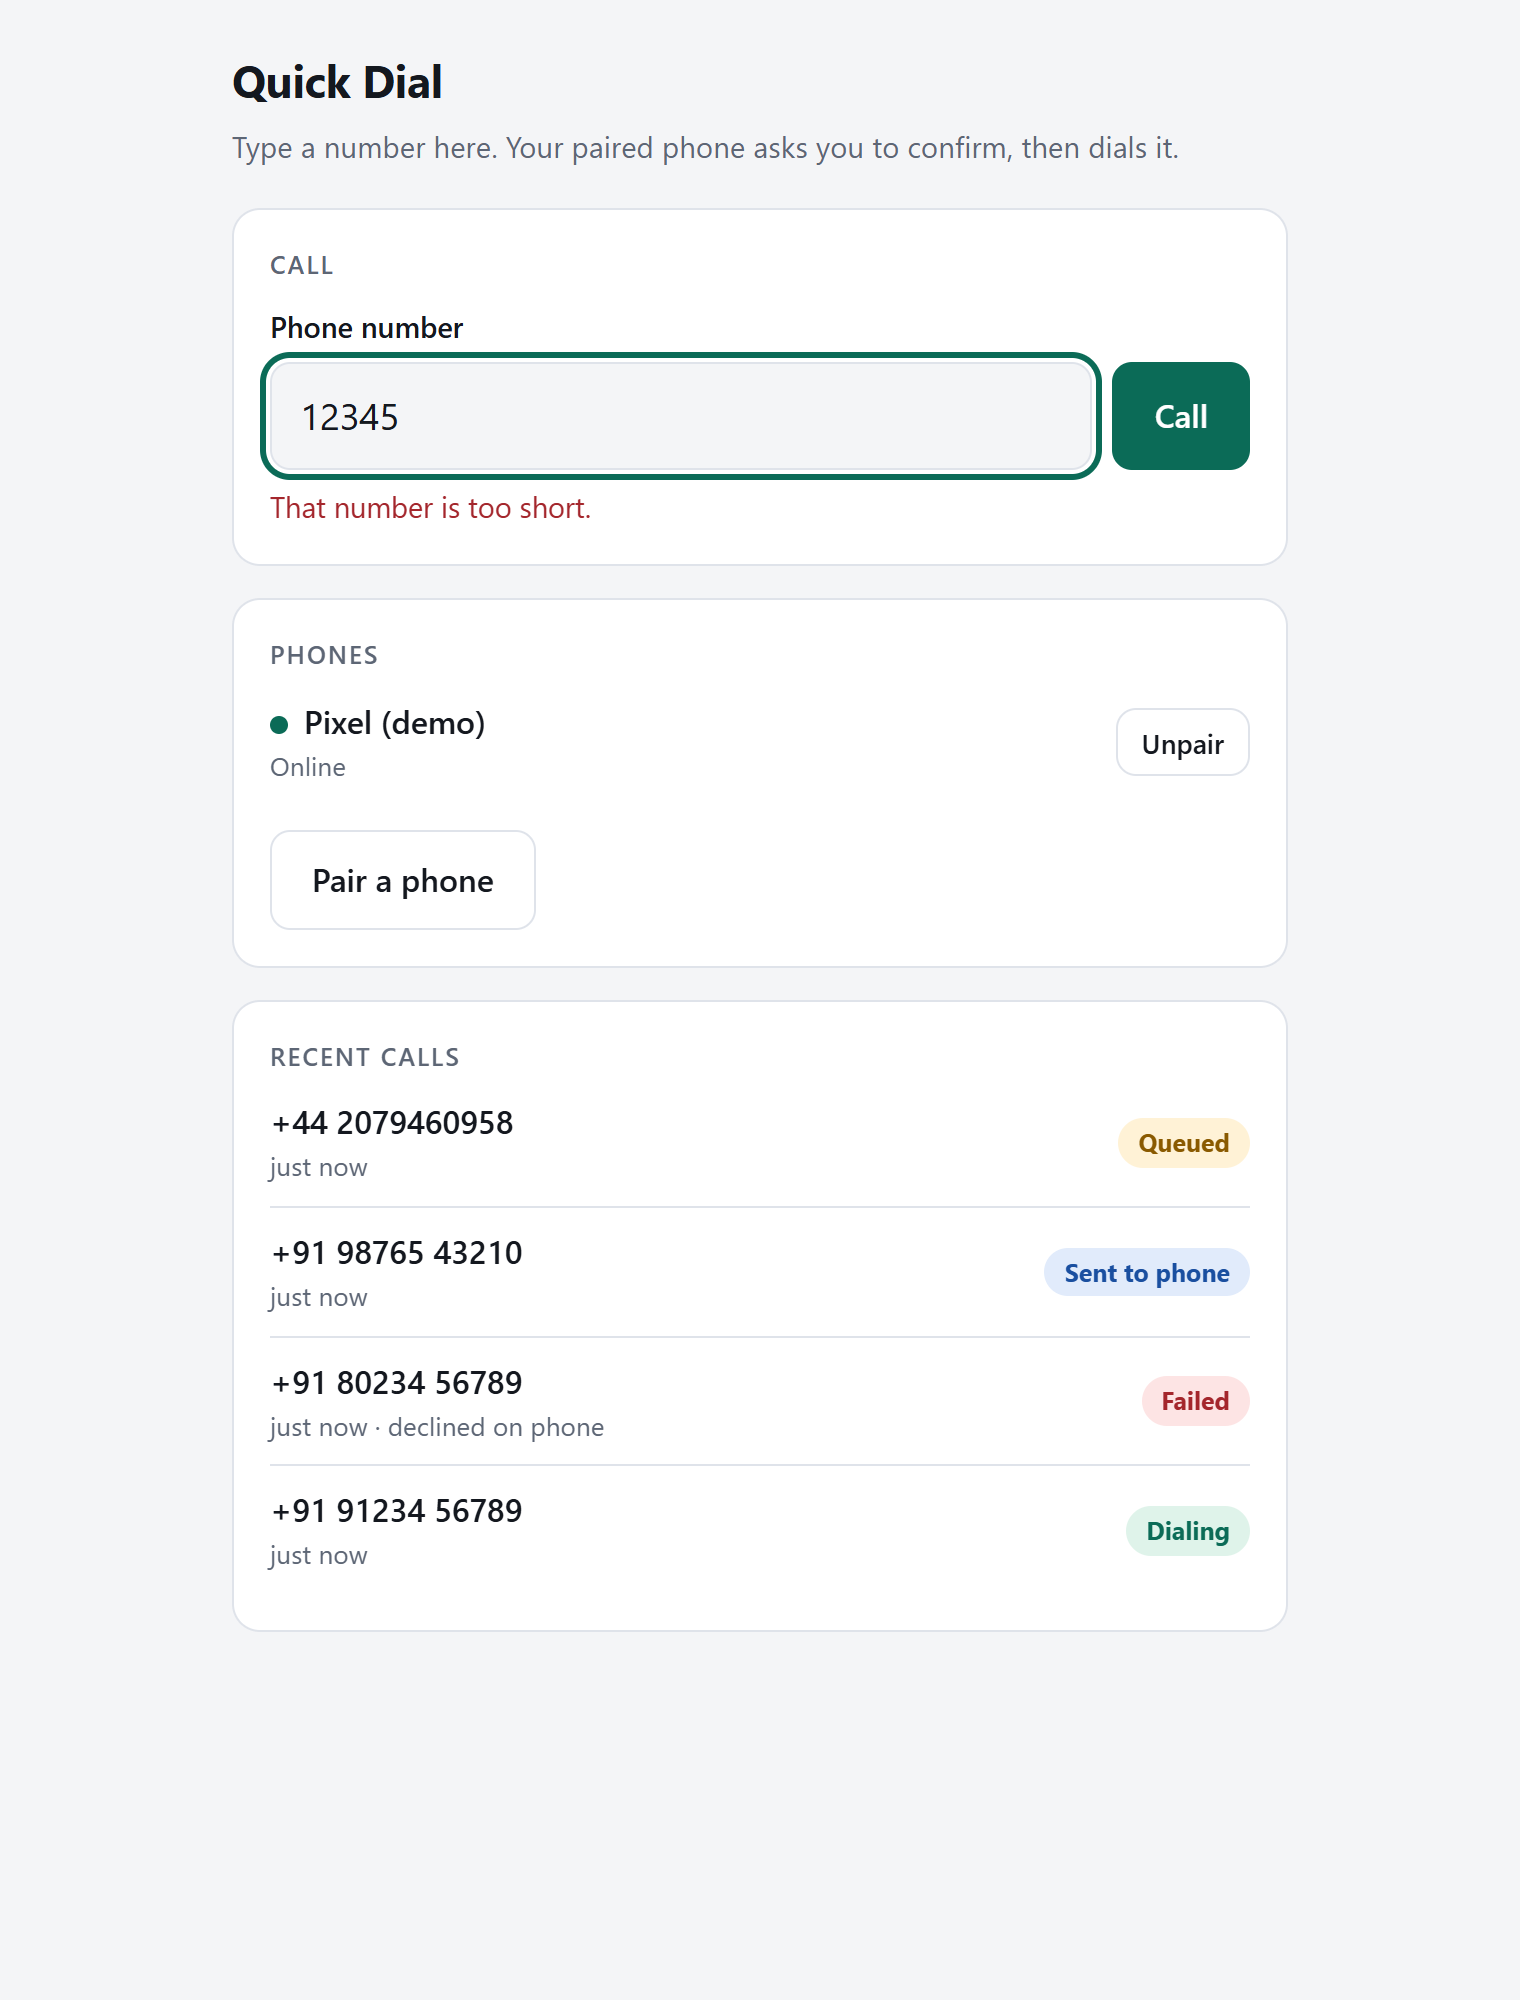 Quick Dial
Type a number here. Your paired phone asks you to confirm, then dials it.
CALL
Phone number
12345
Call
That number is too short.
PHONES
Pixel (demo)
Online
Unpair
Pair a phone
RECENT CALLS
+44 2079460958
just now
Queued
+91 98765 43210
just now
Sent to phone
+91 80234 56789
just now · declined on phone
Failed
+91 91234 56789
just now
Dialing